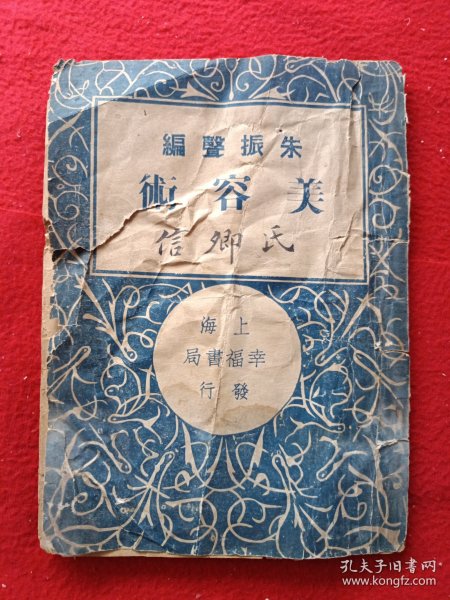 朱振聲編
美容術
氏卿信
上海
幸福書局
發行
孔夫子旧书网
www.kongfz.com